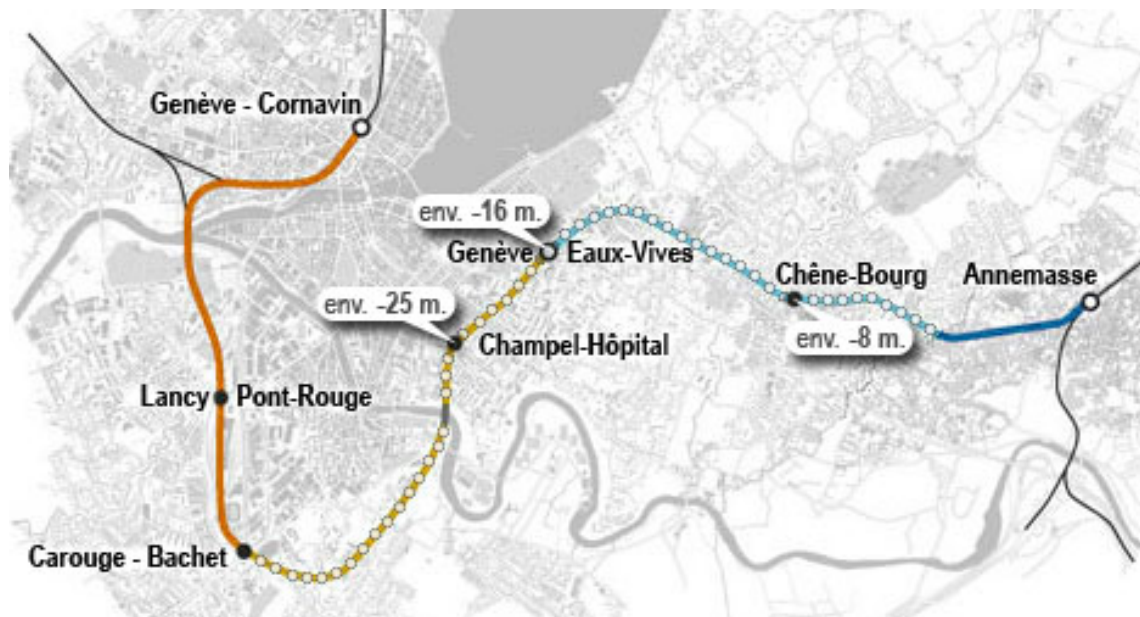 Genève - Cornavin
env. -16 m.
Genève Eaux-Vives
Chêne-Bourg
Annemasse
env. -25 m.
Champel-Hôpital
env. -8 m.
Lancy Pont-Rouge
Carouge - Bachet